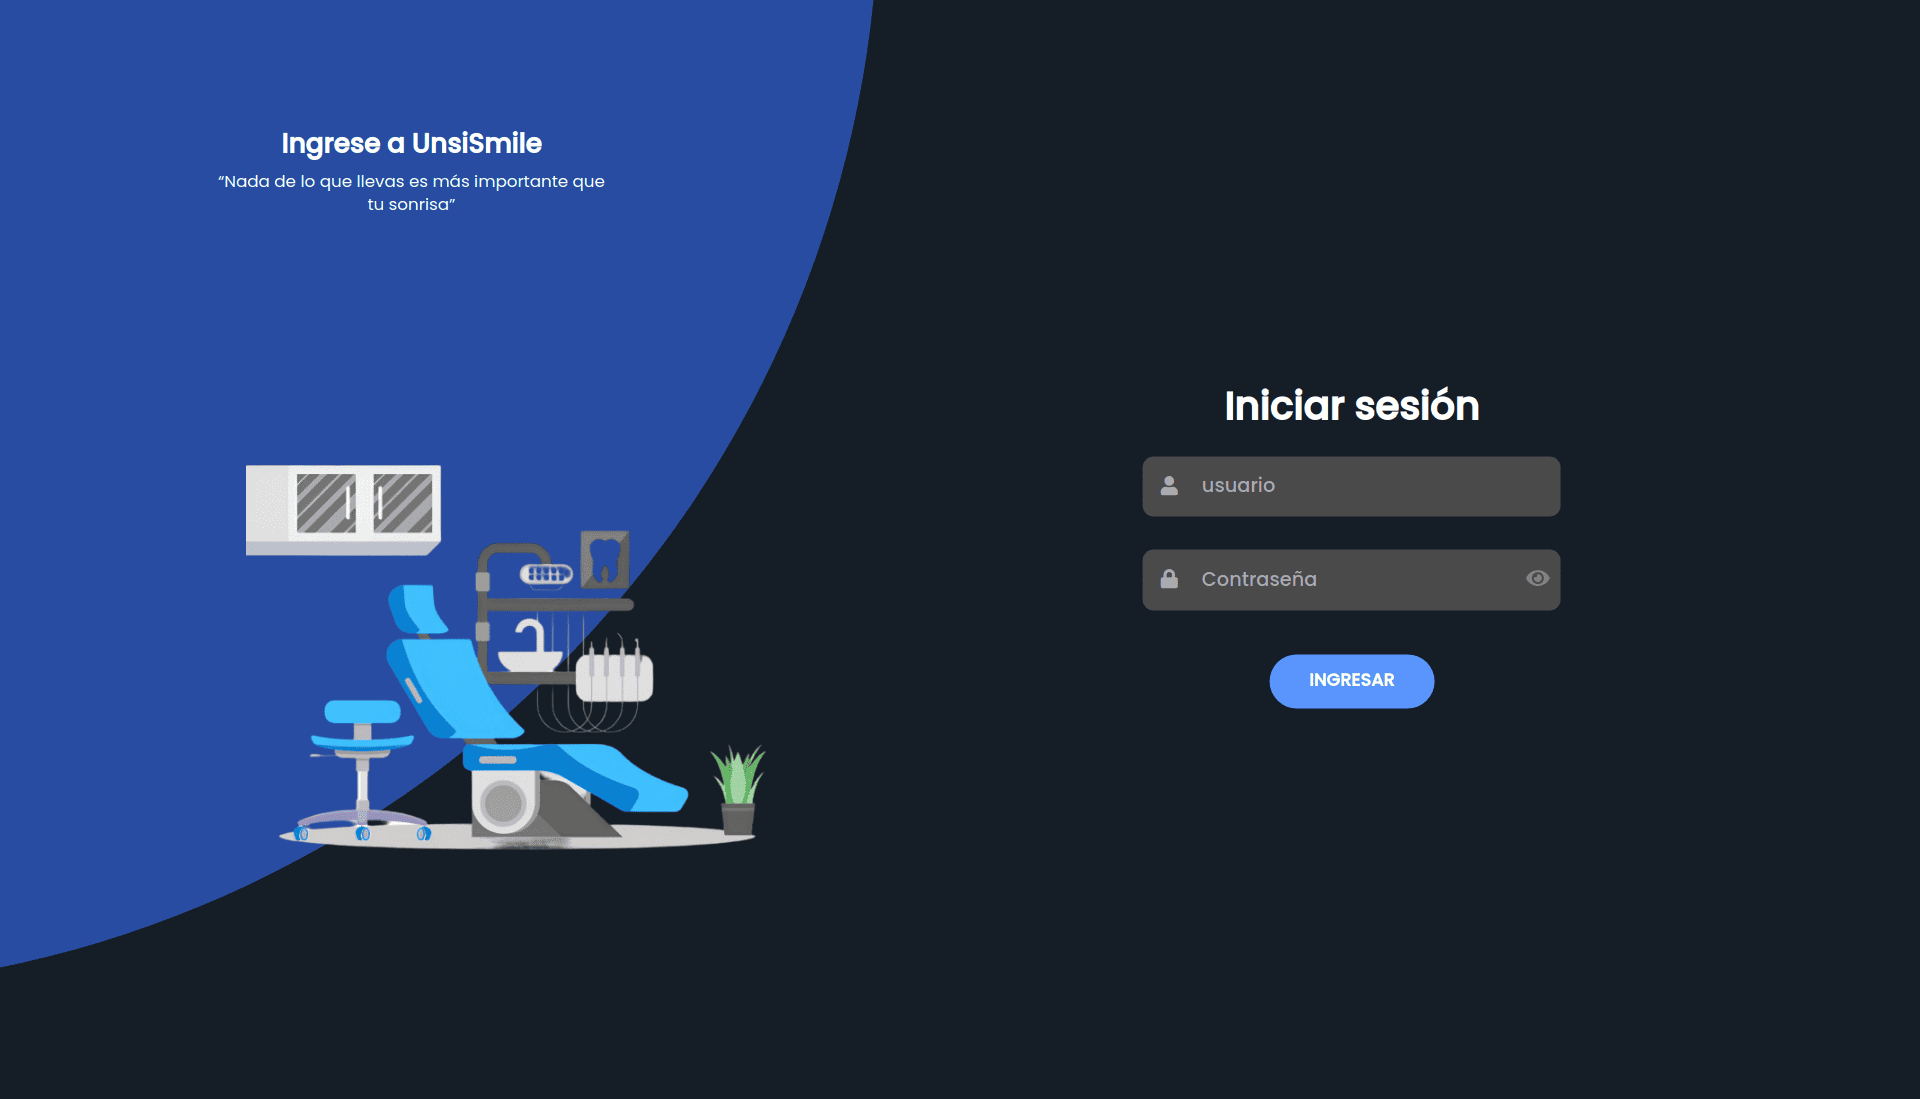 Ingrese a UnsiSmile
“Nada de lo que llevas es más importante que
tu sonrisa”
Iniciar sesión
usuario
Contraseña
INGRESAR